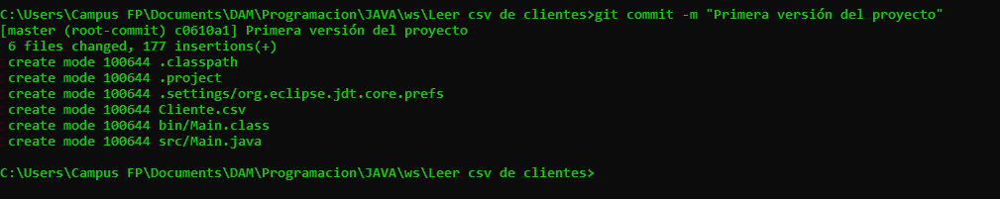 C:\Users\Campus FP\Documents\DAM\Programacion\JAVA\ws\Leer csv de clientes>git commit -m "Primera versión del proyecto"
[master (root-commit) c0610a1] Primera versión del proyecto
 6 files changed, 177 insertions(+)
 create mode 100644 .classpath
 create mode 100644 .project
 create mode 100644 .settings/org.eclipse.jdt.core.prefs
 create mode 100644 Cliente.csv
 create mode 100644 bin/Main.class
 create mode 100644 src/Main.java
C:\Users\Campus FP\Documents\DAM\Programacion\JAVA\ws\Leer csv de clientes>